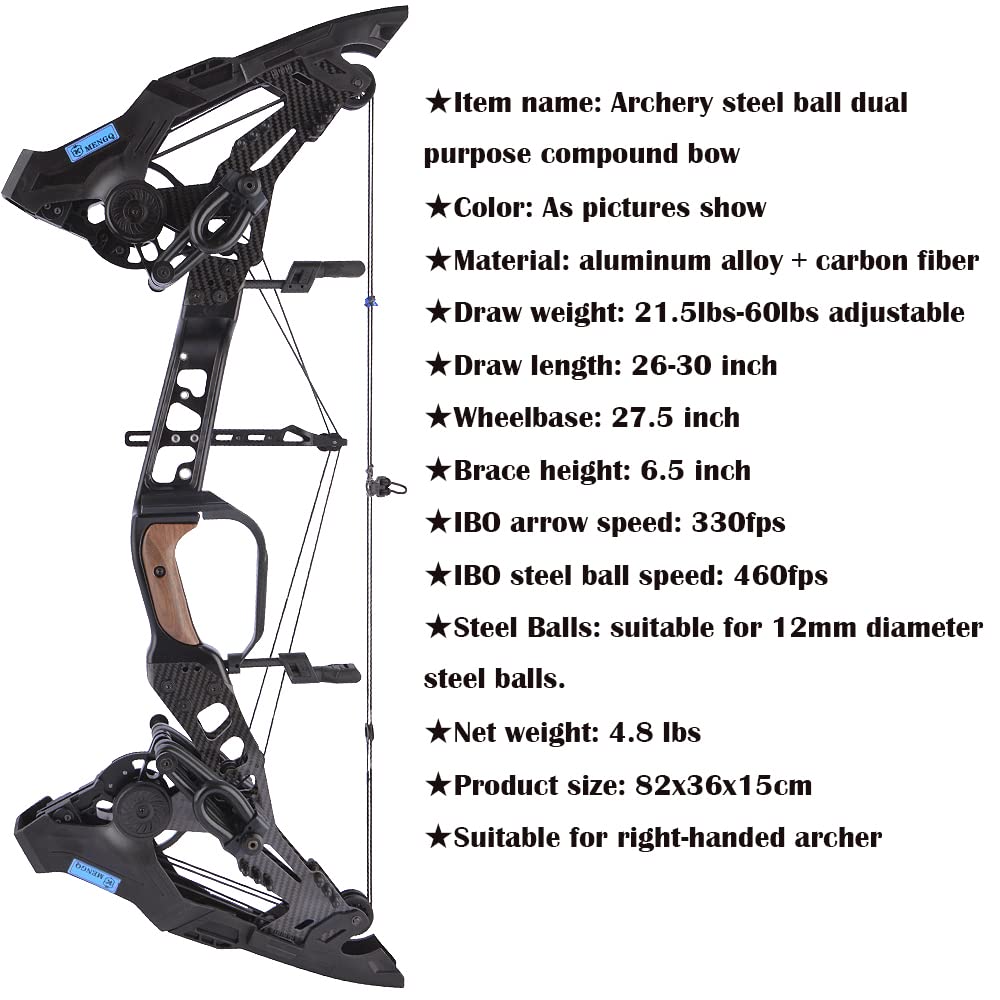 ★Item name: Archery steel ball dual
purpose compound bow
★Color: As pictures show
★Material: aluminum alloy + carbon fiber
★Draw weight: 21.5lbs-60lbs adjustable
★Draw length: 26-30 inch
★Wheelbase: 27.5 inch
★Brace height: 6.5 inch
★IBO arrow speed: 330fps
★IBO steel ball speed: 460fps
★Steel Balls: suitable for 12mm diameter
steel balls.
★Net weight: 4.8 lbs
★Product size: 82x36x15cm
★Suitable for right-handed archer
K MENGQ
K MENGQ